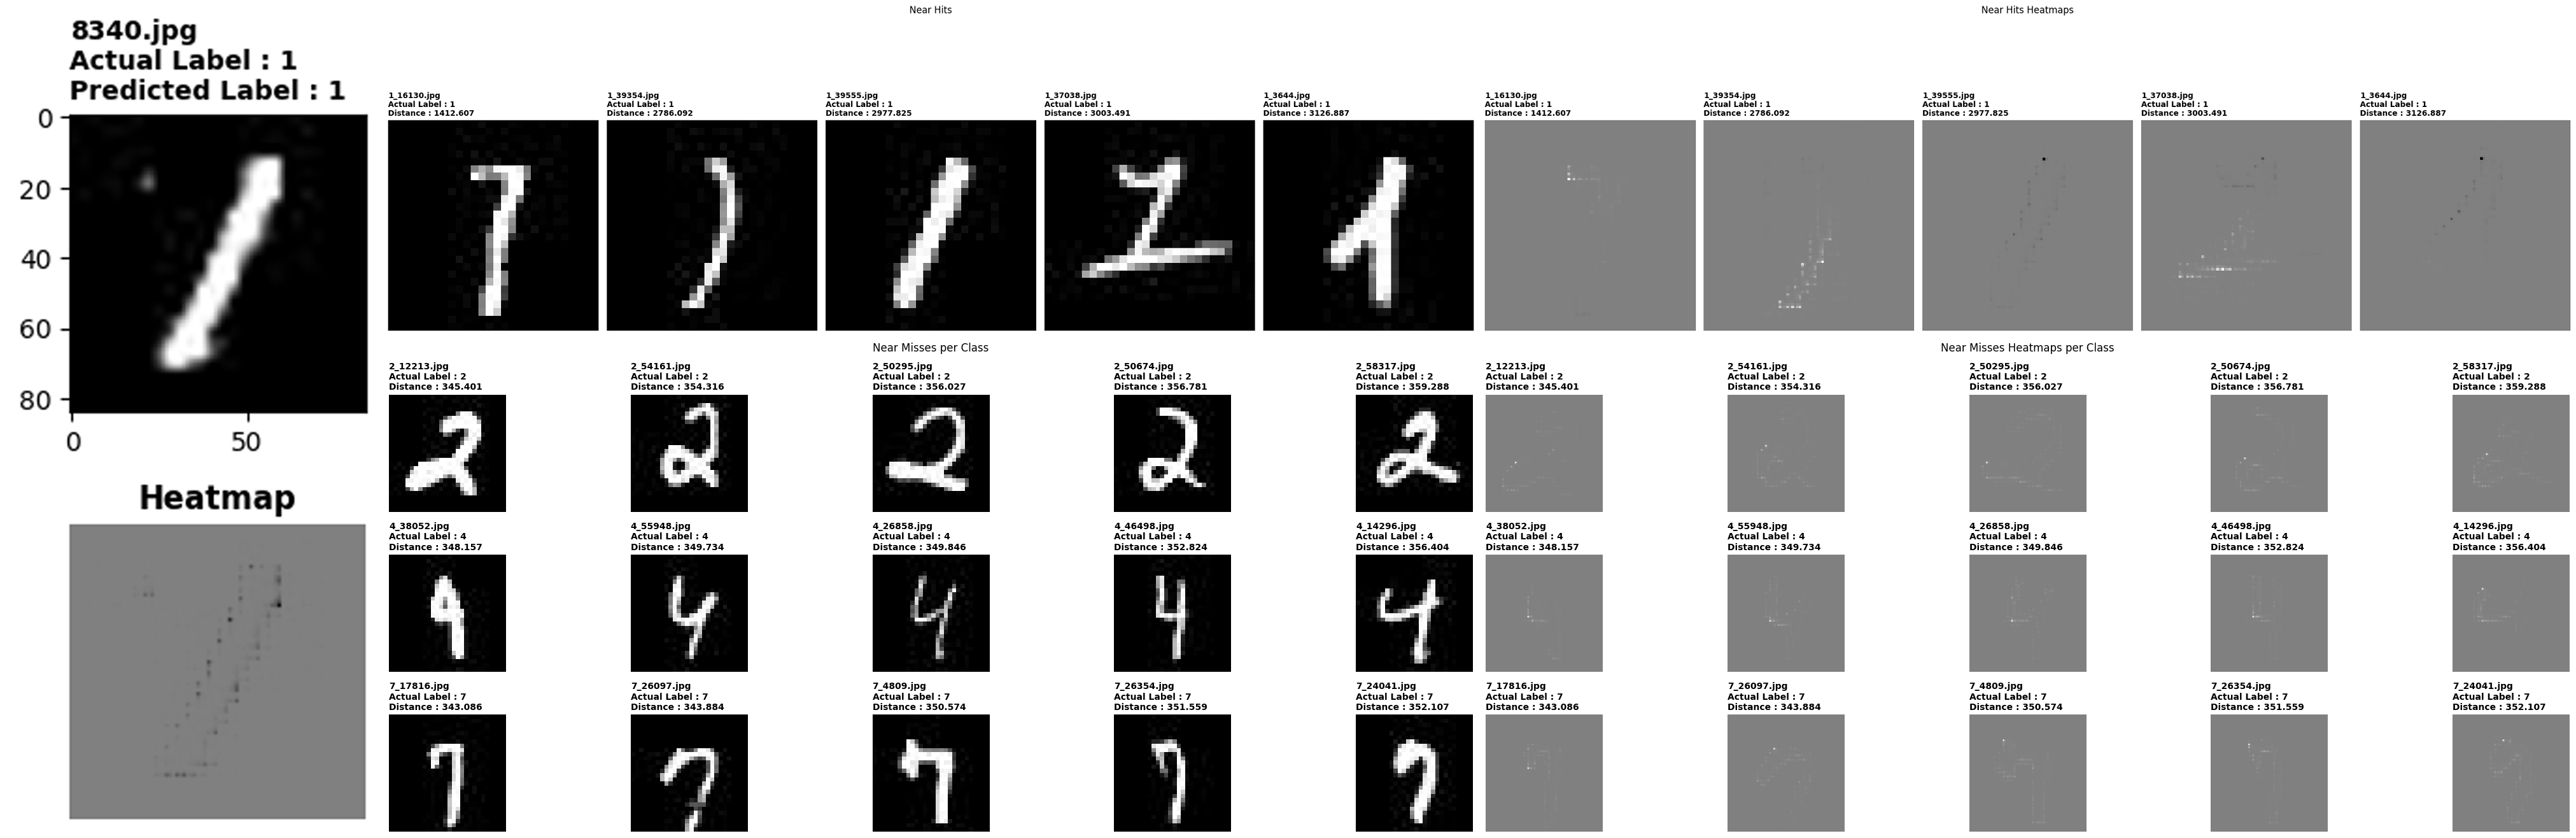 Near Hits
Near Hits Heatmaps
8340.jpg
Actual Label : 1
Predicted Label : 1
0
20
40
60
80
0
50
Heatmap
1_16130.jpg
Actual Label : 1
Distance : 1412.607
1_39354.jpg
Actual Label : 1
Distance : 2786.092
1_39555.jpg
Actual Label : 1
Distance : 2977.825
1_37038.jpg
Actual Label : 1
Distance : 3003.491
1_3644.jpg
Actual Label : 1
Distance : 3126.887
1_16130.jpg
Actual Label : 1
Distance : 1412.607
1_39354.jpg
Actual Label : 1
Distance : 2786.092
1_39555.jpg
Actual Label : 1
Distance : 2977.825
1_37038.jpg
Actual Label : 1
Distance : 3003.491
1_3644.jpg
Actual Label : 1
Distance : 3126.887
Near Misses per Class
Near Misses Heatmaps per Class
2_12213.jpg
Actual Label : 2
Distance : 345.401
2_54161.jpg
Actual Label : 2
Distance : 354.316
2_50295.jpg
Actual Label : 2
Distance : 356.027
2_50674.jpg
Actual Label : 2
Distance : 356.781
2_58317.jpg
Actual Label : 2
Distance : 359.288
2_12213.jpg
Actual Label : 2
Distance : 345.401
2_54161.jpg
Actual Label : 2
Distance : 354.316
2_50295.jpg
Actual Label : 2
Distance : 356.027
2_50674.jpg
Actual Label : 2
Distance : 356.781
2_58317.jpg
Actual Label : 2
Distance : 359.288
4_38052.jpg
Actual Label : 4
Distance : 348.157
4_55948.jpg
Actual Label : 4
Distance : 349.734
4_26858.jpg
Actual Label : 4
Distance : 349.846
4_46498.jpg
Actual Label : 4
Distance : 352.824
4_14296.jpg
Actual Label : 4
Distance : 356.404
4_38052.jpg
Actual Label : 4
Distance : 348.157
4_55948.jpg
Actual Label : 4
Distance : 349.734
4_26858.jpg
Actual Label : 4
Distance : 349.846
4_46498.jpg
Actual Label : 4
Distance : 352.824
4_14296.jpg
Actual Label : 4
Distance : 356.404
7_17816.jpg
Actual Label : 7
Distance : 343.086
7_26097.jpg
Actual Label : 7
Distance : 343.884
7_4809.jpg
Actual Label : 7
Distance : 350.574
7_26354.jpg
Actual Label : 7
Distance : 351.559
7_24041.jpg
Actual Label : 7
Distance : 352.107
7_17816.jpg
Actual Label : 7
Distance : 343.086
7_26097.jpg
Actual Label : 7
Distance : 343.884
7_4809.jpg
Actual Label : 7
Distance : 350.574
7_26354.jpg
Actual Label : 7
Distance : 351.559
7_24041.jpg
Actual Label : 7
Distance : 352.107